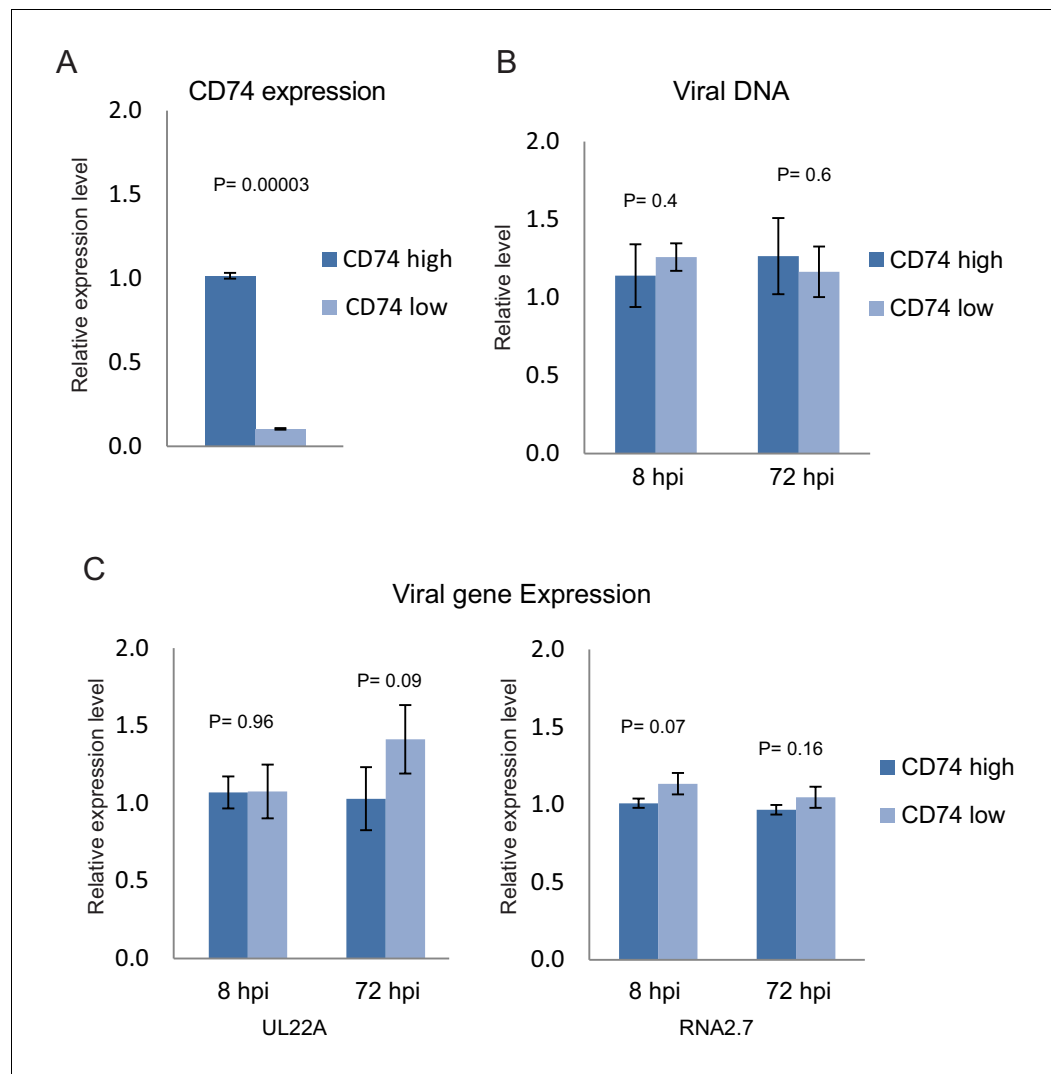 A
CD74 expression
Relative expression level
2.0
1.5
1.0
0.5
0.0
P= 0.00003
CD74 high
CD74 low
B
Viral DNA
Relative level
2.0
1.5
1.0
0.5
0.0
P= 0.4
P= 0.6
8 hpi
72 hpi
CD74 high
CD74 low
C
Viral gene Expression
Relative expression level
2.0
1.5
1.0
0.5
0.0
P= 0.96
P= 0.09
8 hpi
72 hpi
UL22A
Relative expression level
2.0
1.5
1.0
0.5
0.0
P= 0.07
P= 0.16
8 hpi
72 hpi
RNA2.7
CD74 high
CD74 low